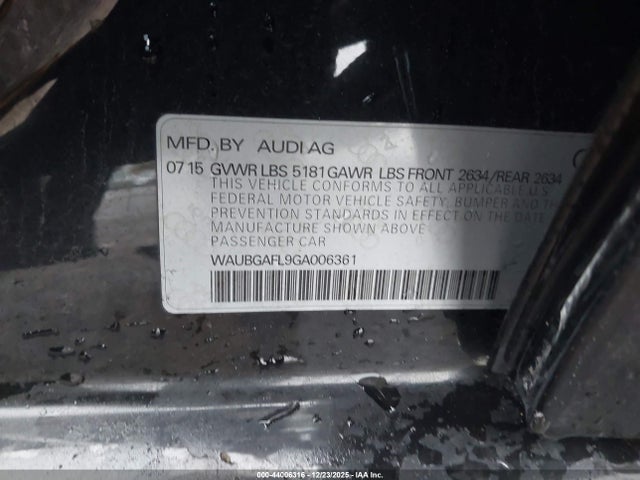 MFD. BY AUDI AG
07 15 GVWR LBS 5181 GAWR LBS FRONT 2634/REAR 2634
THIS VEHICLE CONFORMS TO ALL APPLICABLE U.S.
FEDERAL MOTOR VEHICLE SAFETY, BUMPER AND TH
PREVENTION STANDARDS IN EFFECT ON THE DATE
MANUFACTURE SHOWN ABOVE
PASSENGER CAR
WAUBGAFL9GA006361
000-44006316 - 12/23/2025 - IAA Inc.